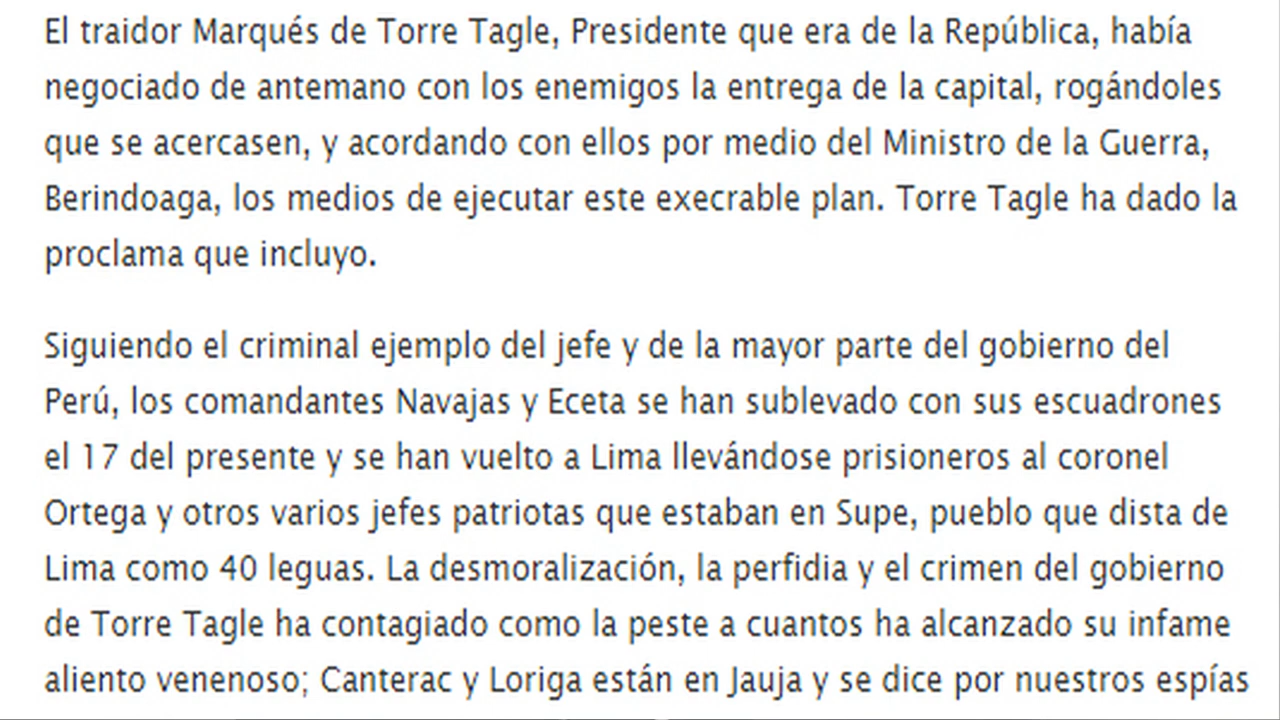 El traidor Marqués de Torre Tagle, Presidente que era de la República, había
negociado de antemano con los enemigos la entrega de la capital, rogándoles
que se acercasen, y acordando con ellos por medio del Ministro de la Guerra,
Berindoaga, los medios de ejecutar este execrable plan. Torre Tagle ha dado la
proclama que incluyo.
Siguiendo el criminal ejemplo del jefe y de la mayor parte del gobierno del
Perú, los comandantes Navajas y Eceta se han sublevado con sus escuadrones
el 17 del presente y se han vuelto a Lima llevándose prisioneros al coronel
Ortega y otros varios jefes patriotas que estaban en Supe, pueblo que dista de
Lima como 40 leguas. La desmoralización, la perfidia y el crimen del gobierno
de Torre Tagle ha contagiado como la peste a cuantos ha alcanzado su infame
aliento venenoso; Canterac y Loriga están en Jauja y se dice por nuestros espías